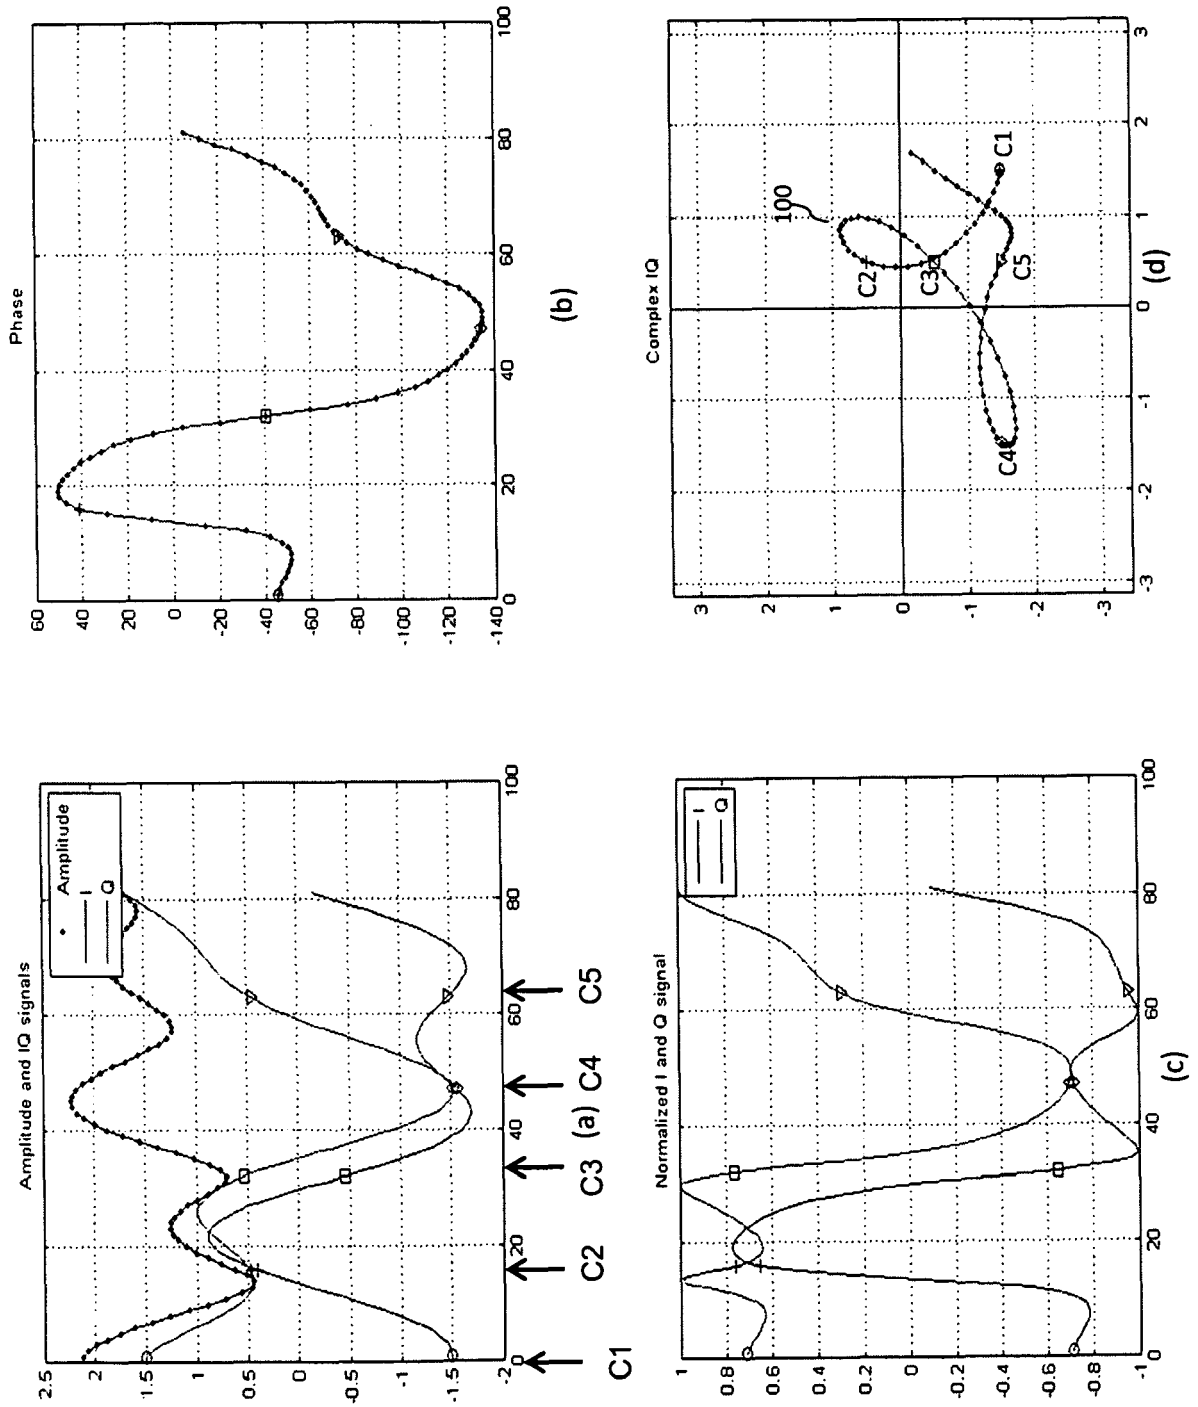 Amplitude and IQ signals
2.5
2
1.5
1
0.5
0
-0.5
-1
-1.5
-2
0
20
40
60
80
100
Amplitude
I
Q
C1
C2
C3
C4
C5
(a)
Phase
60
40
20
0
-20
-40
-60
-80
-100
-120
-140
0
20
40
60
80
100
(b)
Normalized I and Q signal
1
0.8
0.6
0.4
0.2
0
-0.2
-0.4
-0.6
-0.8
-1
0
20
40
60
80
100
I
Q
(c)
Complex IQ
3
2
1
0
-1
-2
-3
-3
-2
-1
0
1
2
3
100
C1
C2
C3
C4
C5
(d)